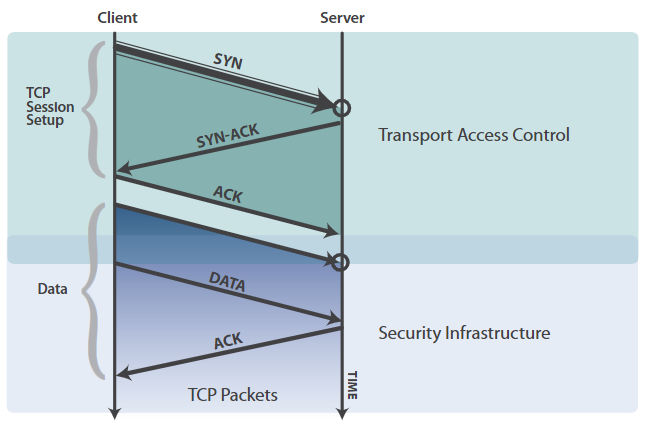 Client
Server
SYN
TCP
Session
Setup
SYN-ACK
Transport Access Control
ACK
Data
DATA
Security Infrastructure
ACK
TIME
TCP Packets